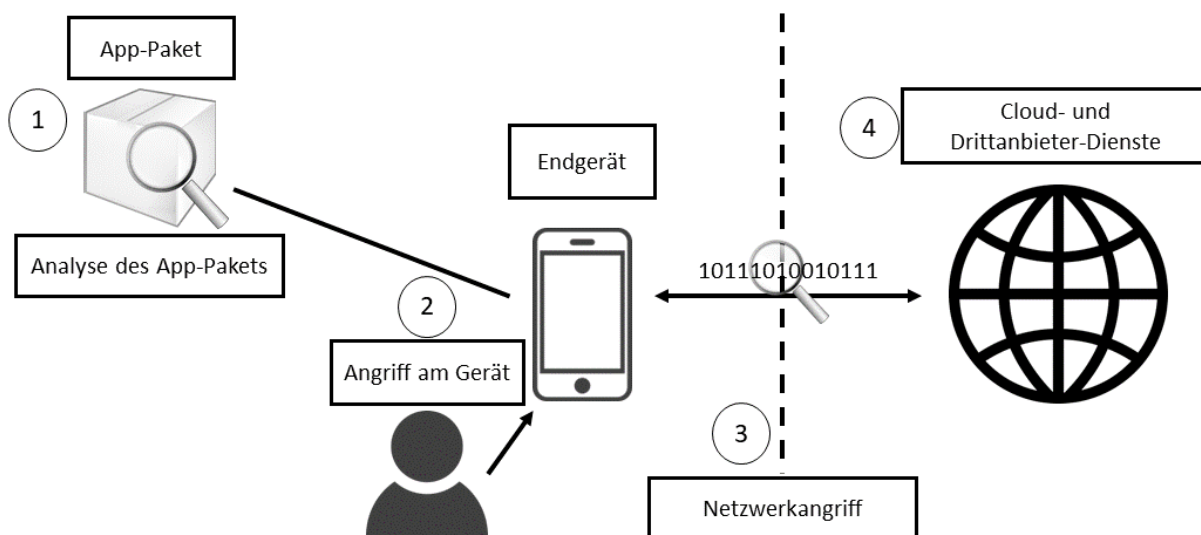 App-Paket
1
Analyse des App-Pakets
2
Angriff am Gerät
Endgerät
10111010010111
3
Netzwerkangriff
4
Cloud- und
Drittanbieter-Dienste